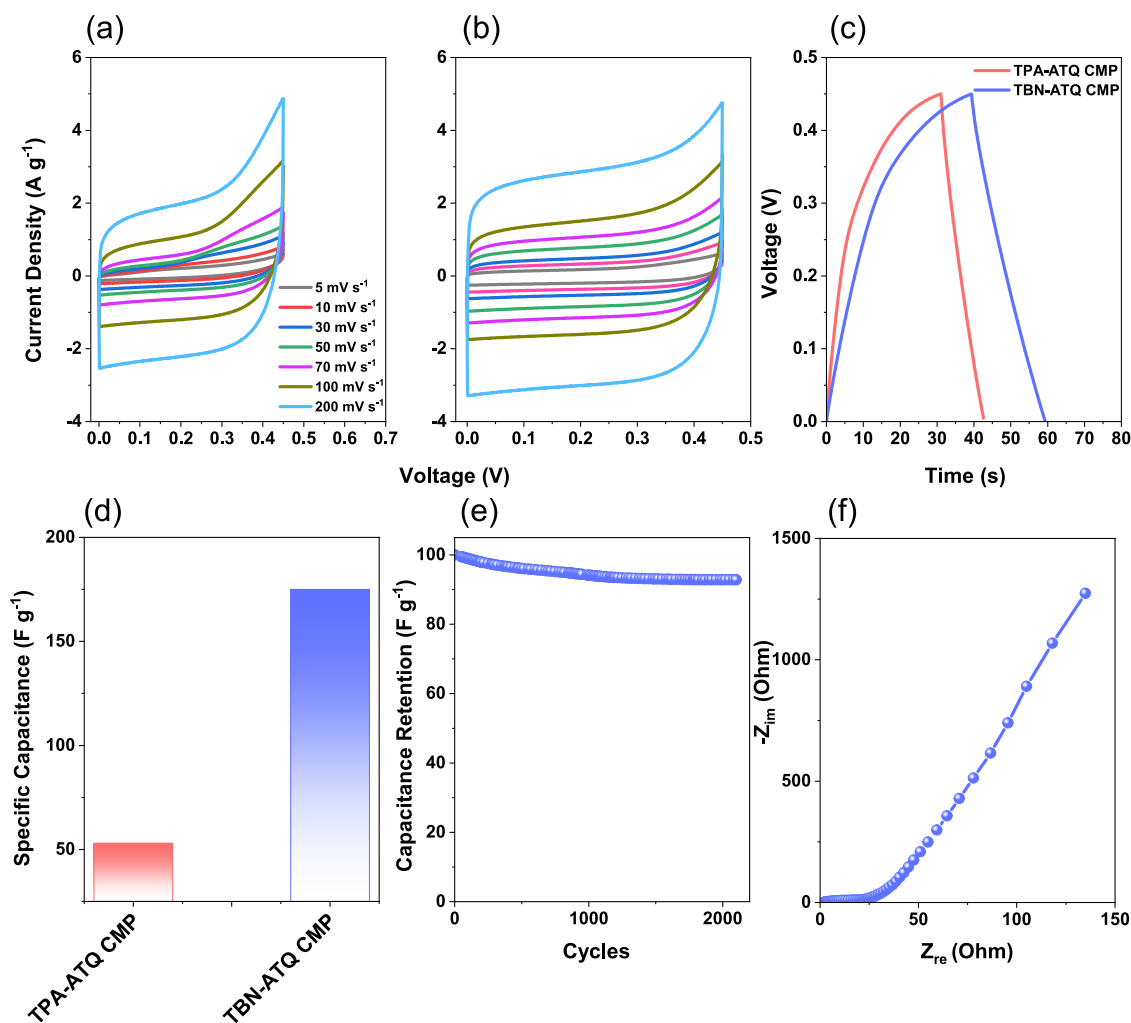 (a)
(b)
(c)
6
4
2
0
-2
-4
Current Density (A g⁻¹)
0.0 0.1 0.2 0.3 0.4 0.5 0.6 0.7
5 mV s⁻¹
10 mV s⁻¹
30 mV s⁻¹
50 mV s⁻¹
70 mV s⁻¹
100 mV s⁻¹
200 mV s⁻¹
6
4
2
0
-2
-4
0.0 0.1 0.2 0.3 0.4 0.5
Voltage (V)
TPA-ATQ CMP
TBN-ATQ CMP
0.5
0.4
0.3
0.2
0.1
0.0
Voltage (V)
0 10 20 30 40 50 60 70 80
Time (s)
(d)
(e)
(f)
200
150
100
50
Specific Capacitance (F g⁻¹)
TPA-ATQ CMP
TBN-ATQ CMP
100
80
60
40
20
0
Capacitance Retention (F g⁻¹)
0 1000 2000
Cycles
1500
1000
500
0
-Zim (Ohm)
50 100 150
Zre (Ohm)